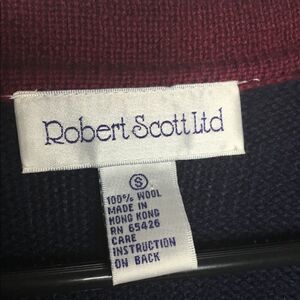 Robert Scott Ltd
S
100% WOOL
MADE IN
HONG KONG
RN 65426
CARE
INSTRUCTION
ON BACK